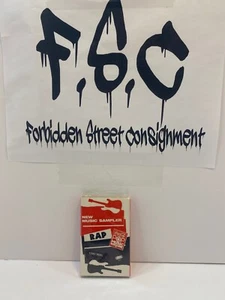 F.S.C
Forbidden Street Consignment
NEW
MUSIC SAMPLER
RAP